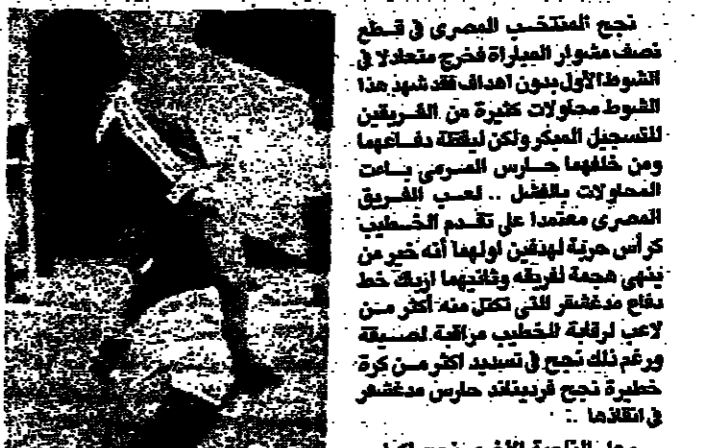 نجح المنتخب المصرى فى قطع
نصف مشوار المباراة فخرج متعادلا فى
الشوط الأول بدون اهداف فقد شهد هذا
الشوط محاولات كثيرة من الفريقين
للتسجيل المبكر ولكن ليقظة دفاعهما
ومن خلفهما حارس المرمى باءت
المحاولات بالفشل .. لعب الفريق
المصرى معتمدا على تقدم الخطيب
كرأس حربة لهدفين اولهما أنه خير من
ينهى هجمة لفريقه وثانيهما ارباك خط
دفاع مدغشقر التى تكتل منه أكثر من
لاعب لرقابة الخطيب مراقبة لصيقة
ورغم ذلك نجح فى تسديد اكثر من كرة
خطيرة نجح فرديناند حارس مدغشقر
فى انقاذها ..